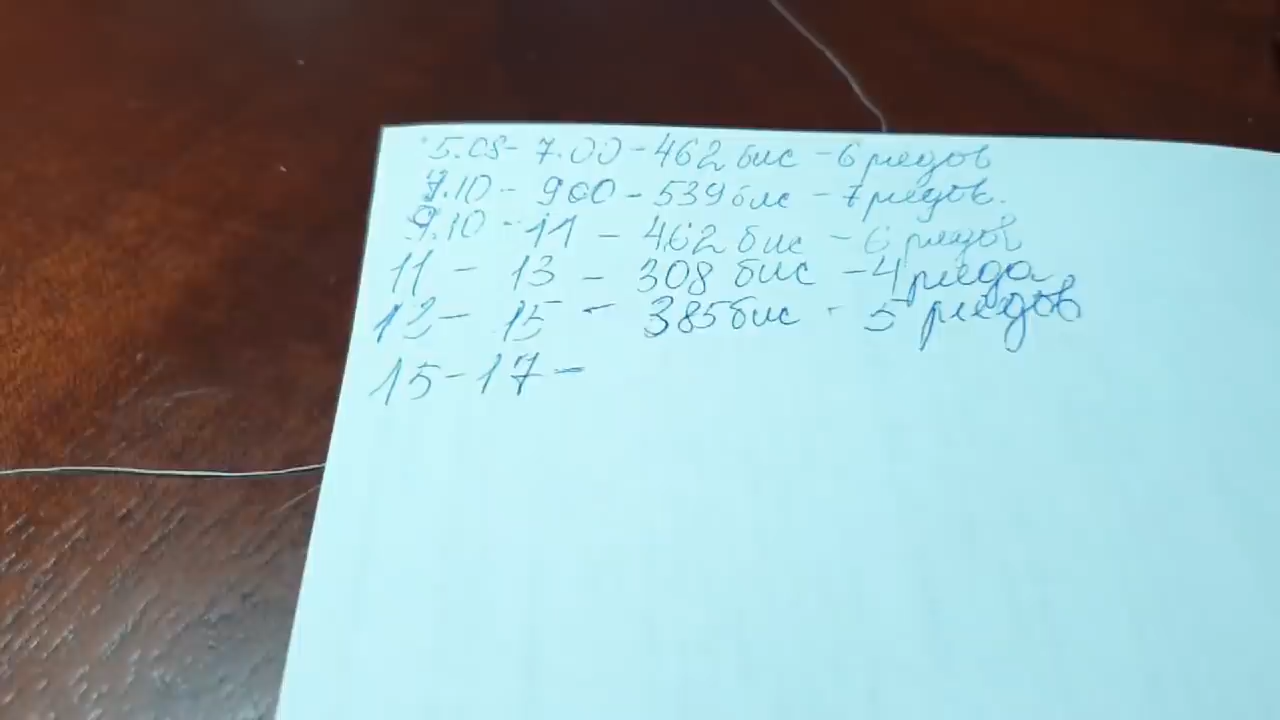 5.08 - 7.00 - 462 бис - 6 рядов
7.10 - 900 - 539 бис - 7 рядов.
9.10 - 11 - 462 бис - 6 рядов
11 - 13 - 308 бис - 4 ряда
13 - 15 - 385 бис - 5 рядов
15 - 17 -